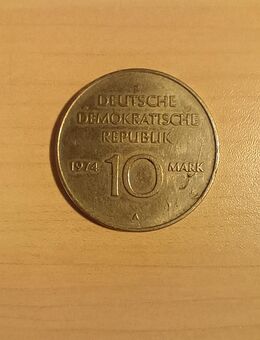 DEUTSCHE
DEMOKRATISCHE
REPUBLIK
1974 10 MARK
A